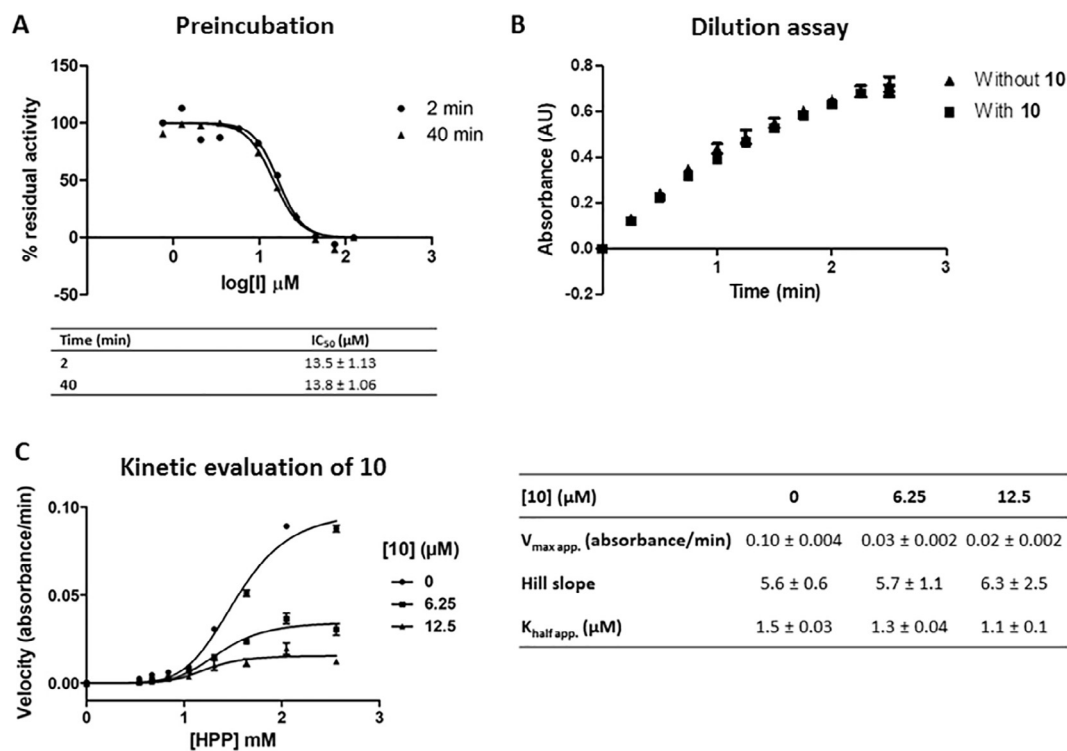 A
Preincubation
150
100
50
0
-50
0
1
2
3
% residual activity
log[I] μM
2 min
40 min
Time (min) IC50 (μM)
2 13.5 ± 1.13
40 13.8 ± 1.06
B
Dilution assay
0.8
0.6
0.4
0.2
0.0
-0.2
1
2
3
Absorbance (AU)
Time (min)
Without 10
With 10
C
Kinetic evaluation of 10
0.10
0.05
0.00
0
1
2
3
Velocity (absorbance/min)
[HPP] mM
[10] (μM)
0
6.25
12.5
[10] (μM) 0 6.25 12.5
Vmax app. (absorbance/min) 0.10 ± 0.004 0.03 ± 0.002 0.02 ± 0.002
Hill slope 5.6 ± 0.6 5.7 ± 1.1 6.3 ± 2.5
Khalf app. (μM) 1.5 ± 0.03 1.3 ± 0.04 1.1 ± 0.1